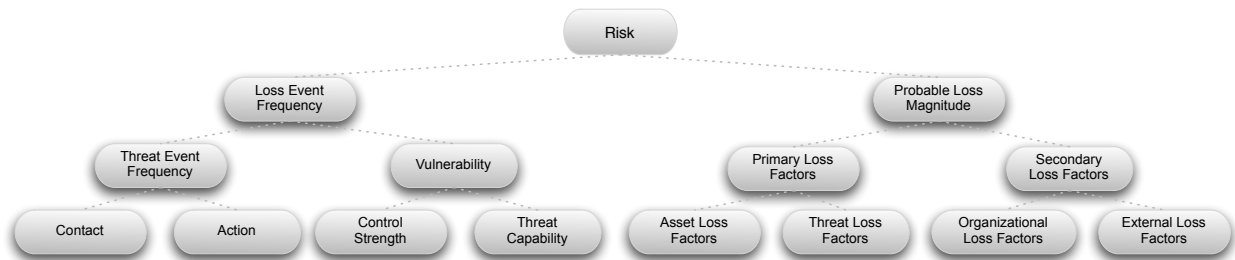 Risk
Loss Event
Frequency
Probable Loss
Magnitude
Threat Event
Frequency
Vulnerability
Primary Loss
Factors
Secondary
Loss Factors
Contact
Action
Control
Strength
Threat
Capability
Asset Loss
Factors
Threat Loss
Factors
Organizational
Loss Factors
External Loss
Factors